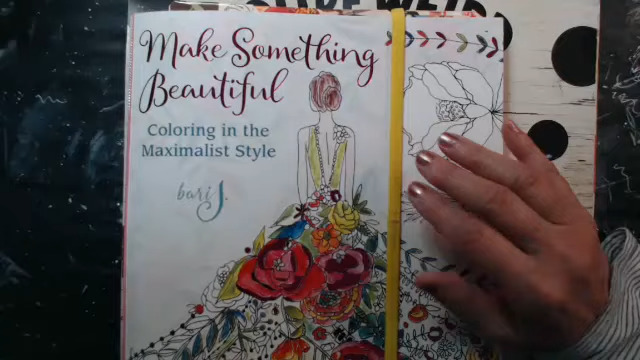 Make Something
Beautiful
Coloring in the
Maximalist Style
bari J.